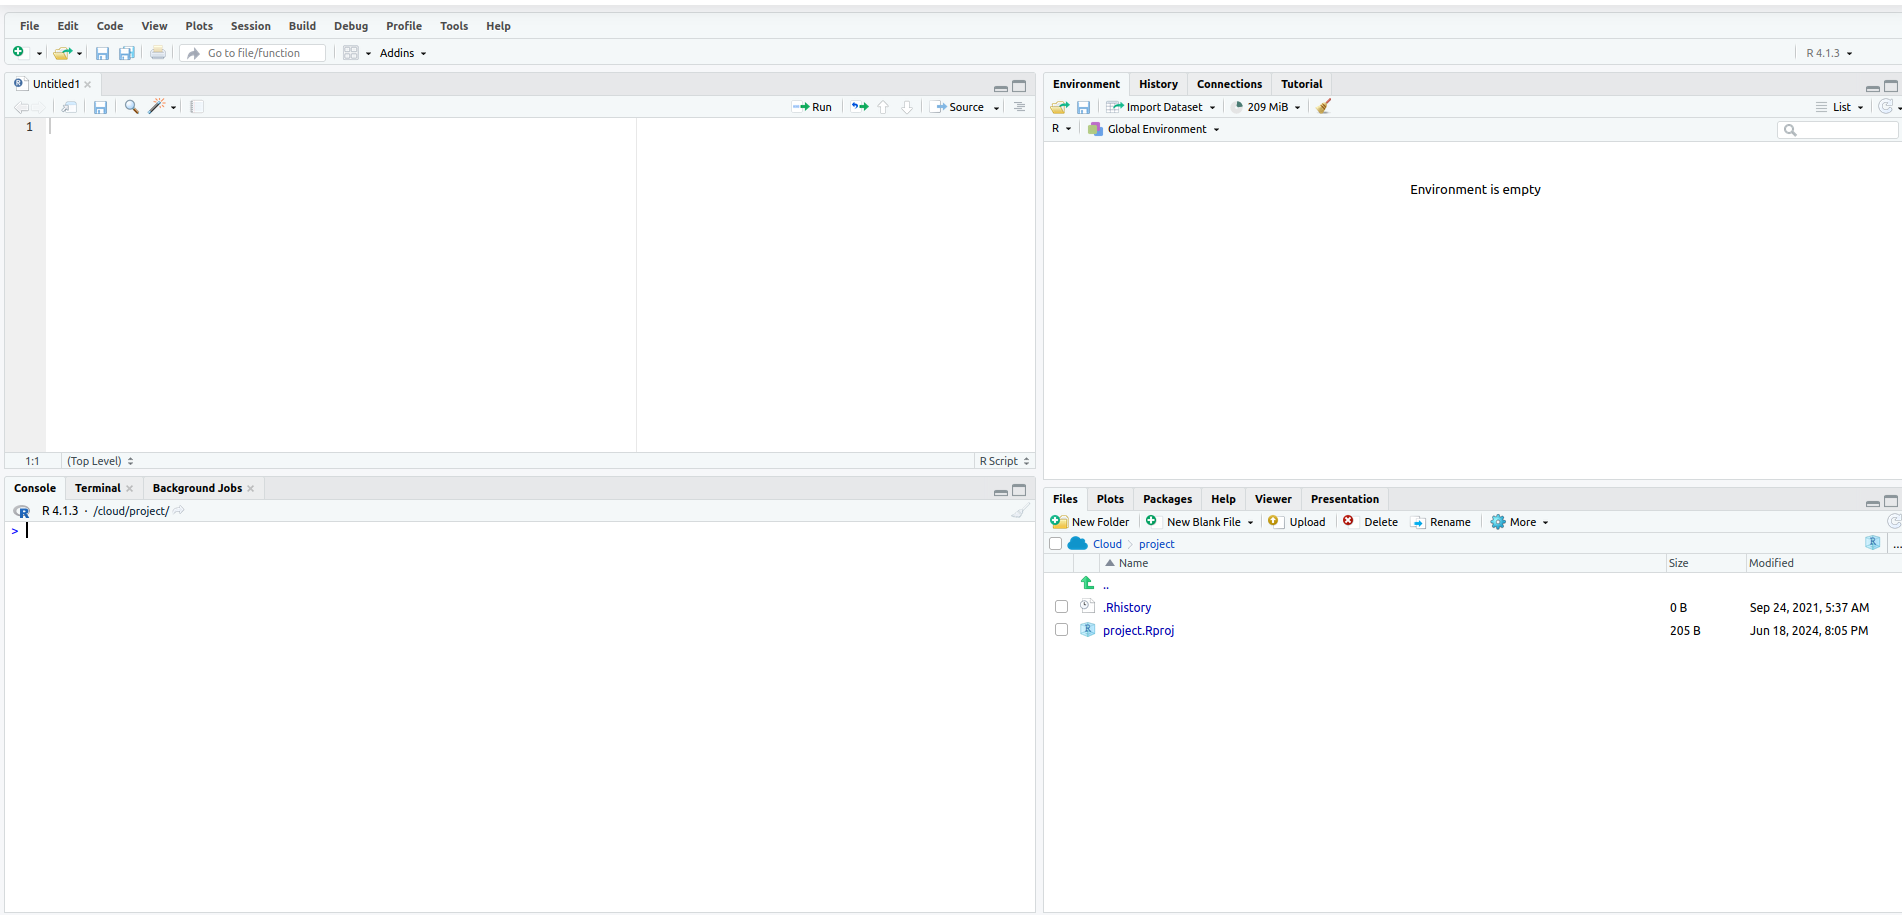 File Edit Code View Plots Session Build Debug Profile Tools Help
Go to file/function Addins R 4.1.3
Untitled1
Run Source
1
1:1 (Top Level) R Script
Console Terminal Background Jobs
R 4.1.3 · /cloud/project/
>
Environment History Connections Tutorial
Import Dataset 209 MiB List
R Global Environment
Environment is empty
Files Plots Packages Help Viewer Presentation
New Folder New Blank File Upload Delete Rename More
Cloud project ...
Name Size Modified
..
.Rhistory 0 B Sep 24, 2021, 5:37 AM
project.Rproj 205 B Jun 18, 2024, 8:05 PM